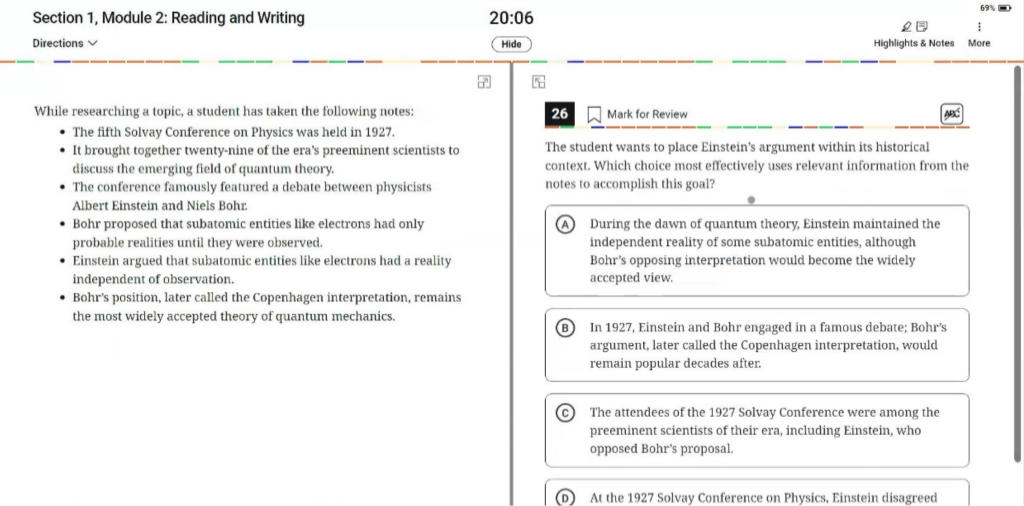 Section 1, Module 2: Reading and Writing
Directions
20:06
Hide
69%
Highlights & Notes
More
While researching a topic, a student has taken the following notes:
• The fifth Solvay Conference on Physics was held in 1927.
• It brought together twenty-nine of the era's preeminent scientists to
discuss the emerging field of quantum theory.
• The conference famously featured a debate between physicists
Albert Einstein and Niels Bohr.
• Bohr proposed that subatomic entities like electrons had only
probable realities until they were observed.
• Einstein argued that subatomic entities like electrons had a reality
independent of observation.
• Bohr's position, later called the Copenhagen interpretation, remains
the most widely accepted theory of quantum mechanics.
26
Mark for Review
ABC
The student wants to place Einstein's argument within its historical
context. Which choice most effectively uses relevant information from the
notes to accomplish this goal?
A During the dawn of quantum theory, Einstein maintained the
independent reality of some subatomic entities, although
Bohr's opposing interpretation would become the widely
accepted view.
B In 1927, Einstein and Bohr engaged in a famous debate; Bohr's
argument, later called the Copenhagen interpretation, would
remain popular decades after.
C The attendees of the 1927 Solvay Conference were among the
preeminent scientists of their era, including Einstein, who
opposed Bohr's proposal.
D At the 1927 Solvay Conference on Physics, Einstein disagreed